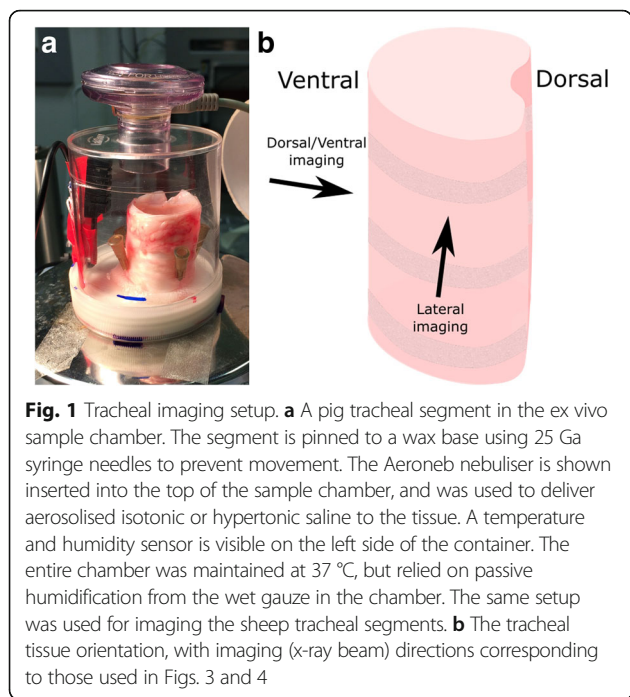 a
b
Ventral
Dorsal
Dorsal/Ventral
imaging
Lateral
imaging
Fig. 1 Tracheal imaging setup. a A pig tracheal segment in the ex vivo
sample chamber. The segment is pinned to a wax base using 25 Ga
syringe needles to prevent movement. The Aeroneb nebuliser is shown
inserted into the top of the sample chamber, and was used to deliver
aerosolised isotonic or hypertonic saline to the tissue. A temperature
and humidity sensor is visible on the left side of the container. The
entire chamber was maintained at 37 °C, but relied on passive
humidification from the wet gauze in the chamber. The same setup
was used for imaging the sheep tracheal segments. b The tracheal
tissue orientation, with imaging (x-ray beam) directions corresponding
to those used in Figs. 3 and 4